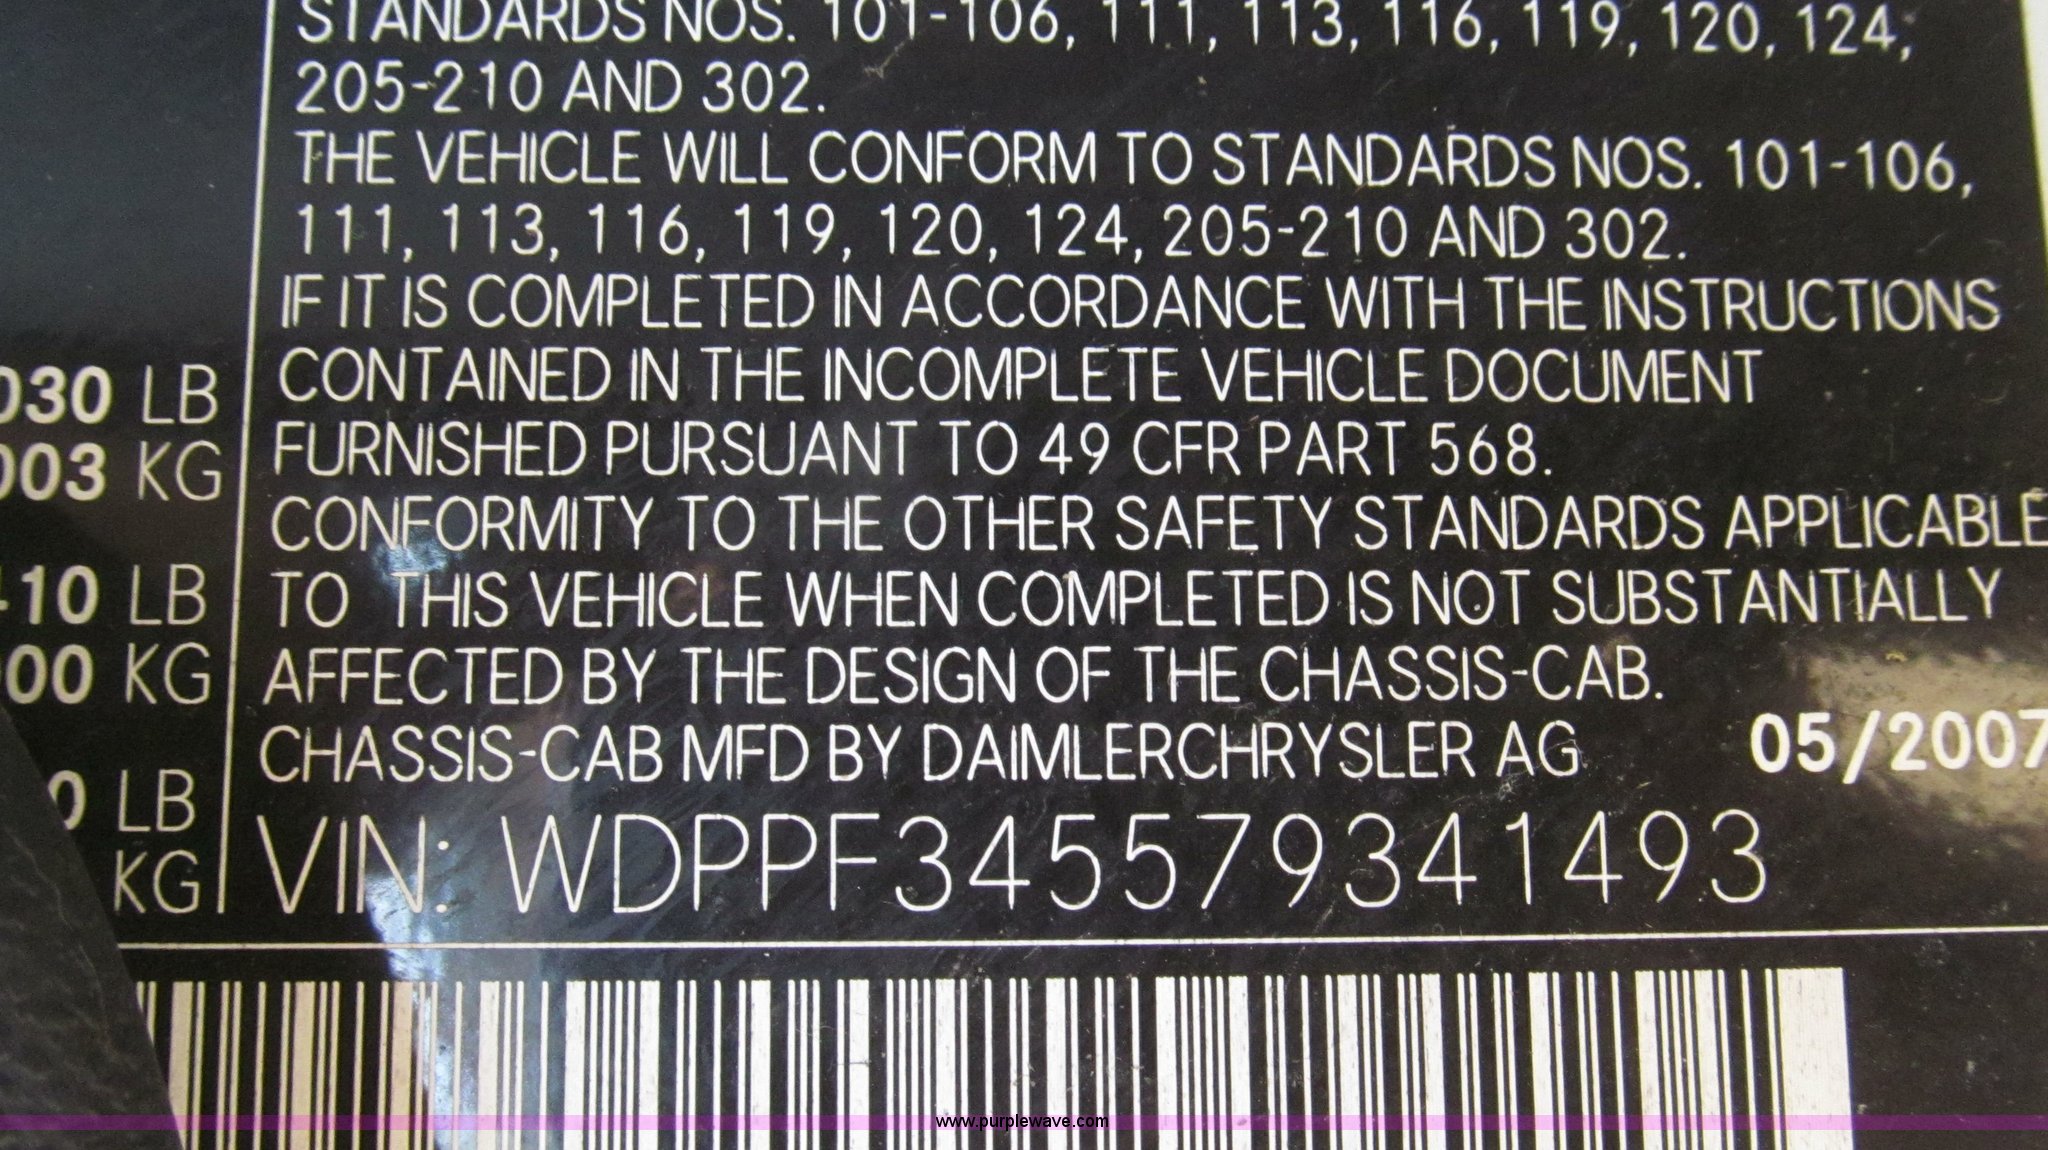 STANDARDS NOS. 101-106, 111, 113, 116, 119, 120, 124,
205-210 AND 302.
THE VEHICLE WILL CONFORM TO STANDARDS NOS. 101-106,
111, 113, 116, 119, 120, 124, 205-210 AND 302.
IF IT IS COMPLETED IN ACCORDANCE WITH THE INSTRUCTIONS
CONTAINED IN THE INCOMPLETE VEHICLE DOCUMENT
FURNISHED PURSUANT TO 49 CFR PART 568.
CONFORMITY TO THE OTHER SAFETY STANDARDS APPLICABLE
TO THIS VEHICLE WHEN COMPLETED IS NOT SUBSTANTIALLY
AFFECTED BY THE DESIGN OF THE CHASSIS-CAB.
CHASSIS-CAB MFD BY DAIMLERCHRYSLER AG 05/2007
VIN: WDPPF345579341493
030 LB
003 KG
10 LB
00 KG
0 LB
KG
www.purplewave.com